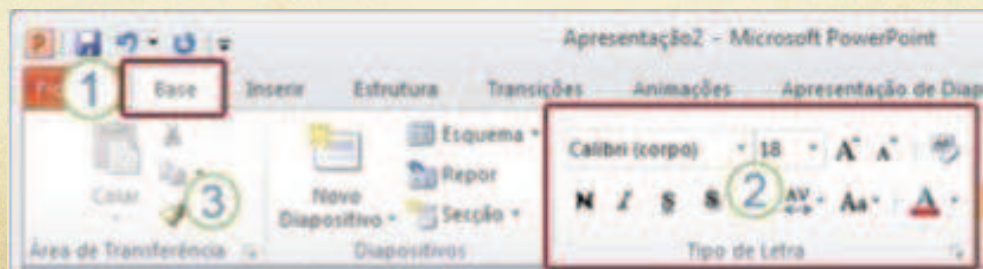 Apresentação2 - Microsoft PowerPoint
1 Base Inserir Estrutura Transições Animações Apresentação de Diap
Colar
Novo Diapositivo
Esquema
Repor
Secção
Calibri (corpo) 18 A A
3
N I S S 2 AV Aa A
Área de Transferência Diapositivos Tipo de Letra